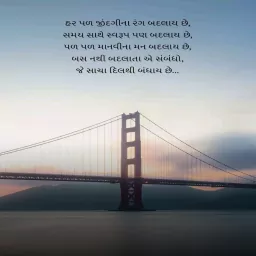 હર પળ જીંદગીના રંગ બદલાય છે,
સમય સાથે સ્વરૂપ પણ બદલાય છે,
પળ પળ માનવીના મન બદલાય છે,
બસ નથી બદલાતા એ સંબંધો,
જે સાચા દિલથી બંધાય છે...